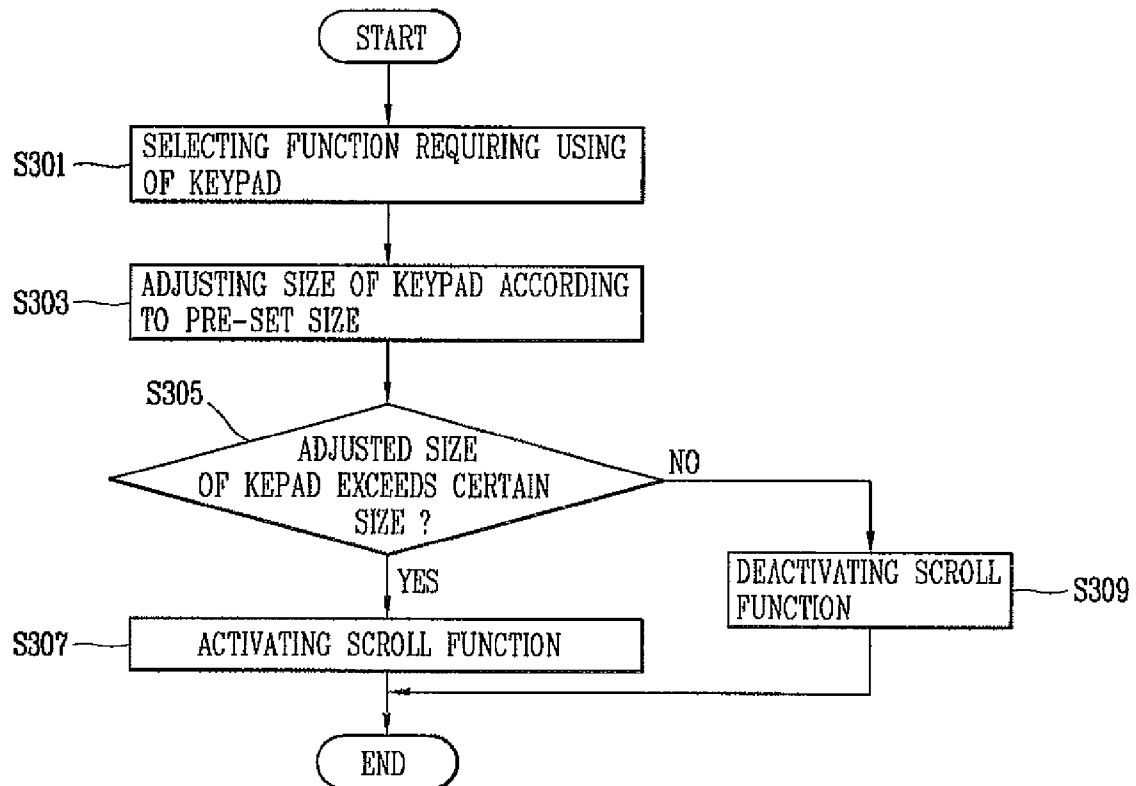 START
S301
SELECTING FUNCTION REQUIRING USING
OF KEYPAD
S303
ADJUSTING SIZE OF KEYPAD ACCORDING
TO PRE-SET SIZE
S305
ADJUSTED SIZE
OF KEPAD EXCEEDS CERTAIN
SIZE ?
NO
YES
DEACTIVATING SCROLL
FUNCTION
S309
S307
ACTIVATING SCROLL FUNCTION
END